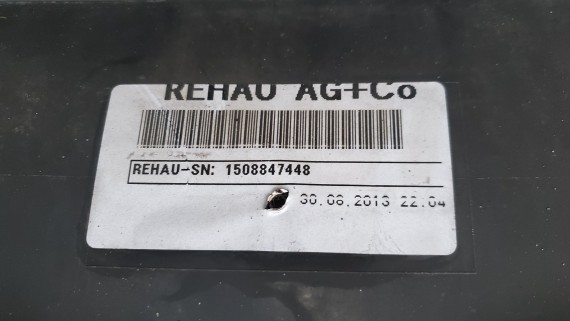 REHAU AG+Co
REHAU-SN: 1508847448
30.08.2013 22:04